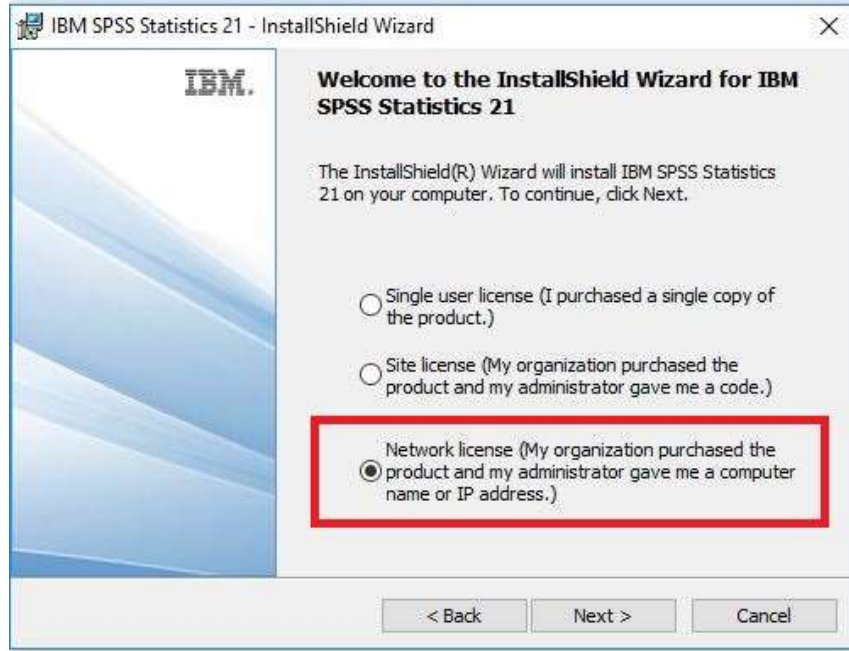 IBM SPSS Statistics 21 - InstallShield Wizard
IBM.
Welcome to the InstallShield Wizard for IBM
SPSS Statistics 21
The InstallShield(R) Wizard will install IBM SPSS Statistics
21 on your computer. To continue, click Next.
Single user license (I purchased a single copy of
the product.)
Site license (My organization purchased the
product and my administrator gave me a code.)
Network license (My organization purchased the
product and my administrator gave me a computer
name or IP address.)
< Back
Next >
Cancel